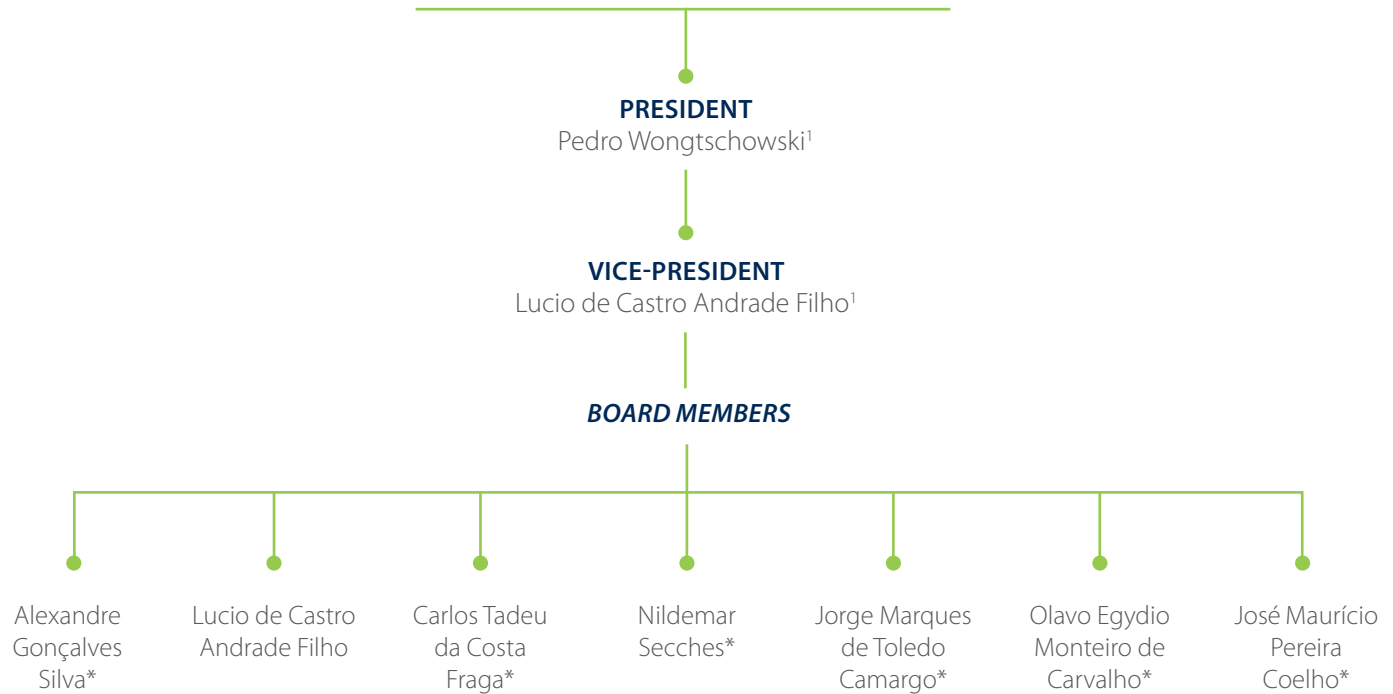 PRESIDENT
Pedro Wongtschowski¹
VICE-PRESIDENT
Lucio de Castro Andrade Filho¹
BOARD MEMBERS
Alexandre
Gonçalves
Silva*
Lucio de Castro
Andrade Filho
Carlos Tadeu
da Costa
Fraga*
Nildemar
Secches*
Jorge Marques
de Toledo
Camargo*
Olavo Egydio
Monteiro de
Carvalho*
José Maurício
Pereira
Coelho*